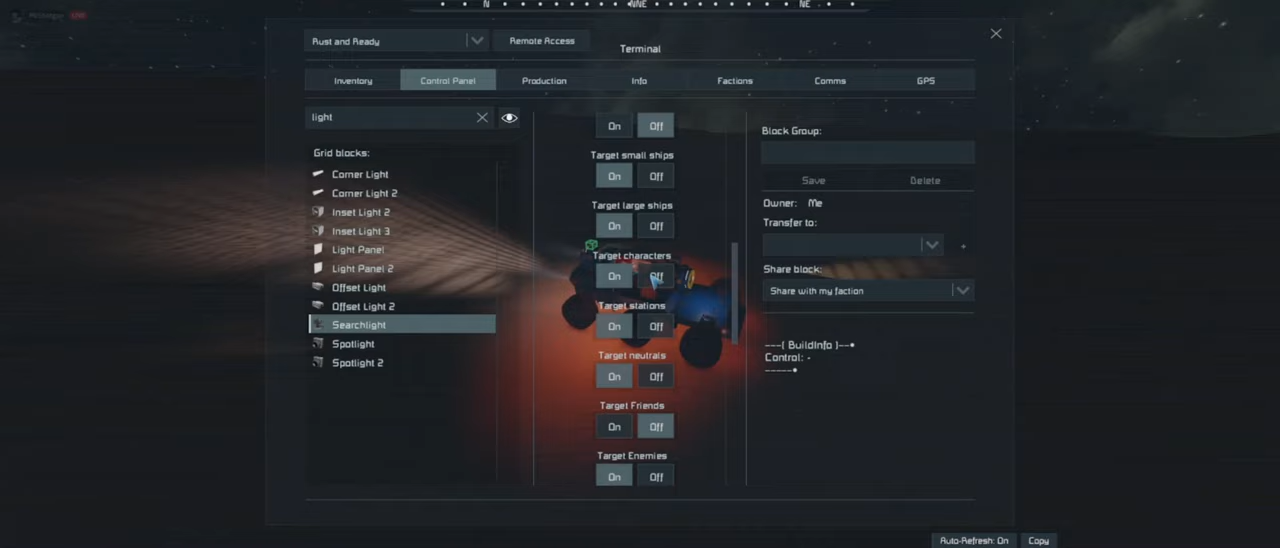 N NNE NE
LIVE
Rust and Ready Remote Access
Terminal
Inventory Control Panel Production Info Factions Comms GPS
light
Grid blocks:
Corner Light
Corner Light 2
Inset Light 2
Inset Light 3
Light Panel
Light Panel 2
Offset Light
Offset Light 2
Searchlight
Spotlight
Spotlight 2
On Off
Target small ships
On Off
Target large ships
On Off
Target characters
On Off
Target stations
On Off
Target neutrals
On Off
Target Friends
On Off
Target Enemies
On Off
Block Group:
Save Delete
Owner: Me
Transfer to:
Share block:
Share with my faction
---[ BuildInfo ]--•
Control: -
-----•
Auto-Refresh: On Copy